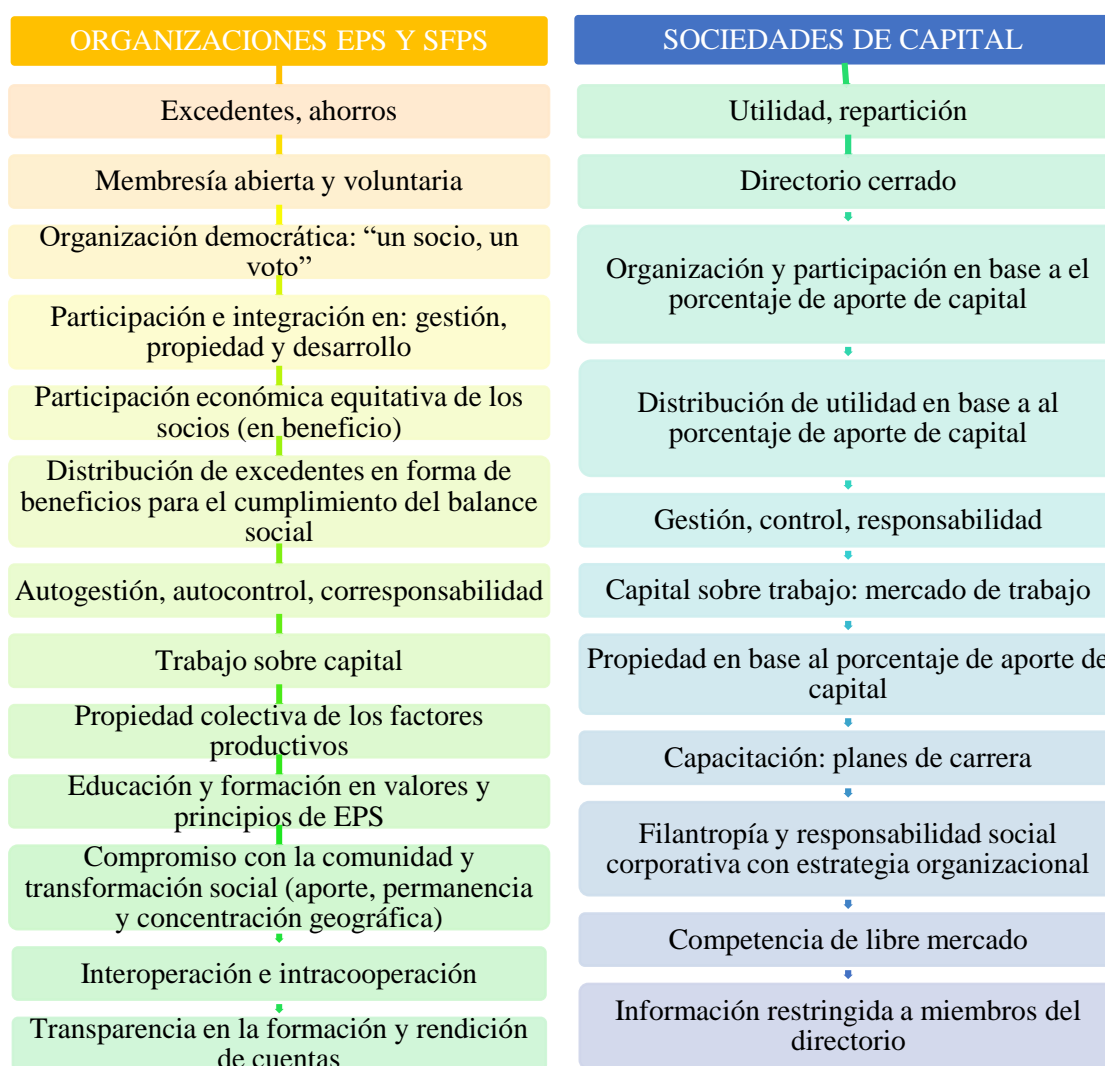 ORGANIZACIONES EPS Y SFPS
Excedentes, ahorros
Membresía abierta y voluntaria
Organización democrática: “un socio, un
voto”
Participación e integración en: gestión,
propiedad y desarrollo
Participación económica equitativa de los
socios (en beneficio)
Distribución de excedentes en forma de
beneficios para el cumplimiento del balance
social
Autogestión, autocontrol, corresponsabilidad
Trabajo sobre capital
Propiedad colectiva de los factores
productivos
Educación y formación en valores y
principios de EPS
Compromiso con la comunidad y
transformación social (aporte, permanencia
y concentración geográfica)
Interoperación e intracooperación
Transparencia en la formación y rendición
de cuentas
SOCIEDADES DE CAPITAL
Utilidad, repartición
Directorio cerrado
Organización y participación en base a el
porcentaje de aporte de capital
Distribución de utilidad en base a al
porcentaje de aporte de capital
Gestión, control, responsabilidad
Capital sobre trabajo: mercado de trabajo
Propiedad en base al porcentaje de aporte de
capital
Capacitación: planes de carrera
Filantropía y responsabilidad social
corporativa con estrategia organizacional
Competencia de libre mercado
Información restringida a miembros del
directorio